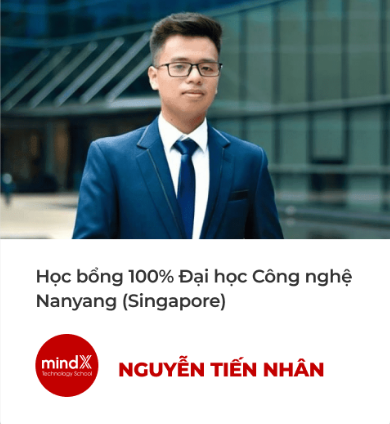 Học bổng 100% Đại học Công nghệ
Nanyang (Singapore)
mindX
Technology School
NGUYỄN TIẾN NHÂN